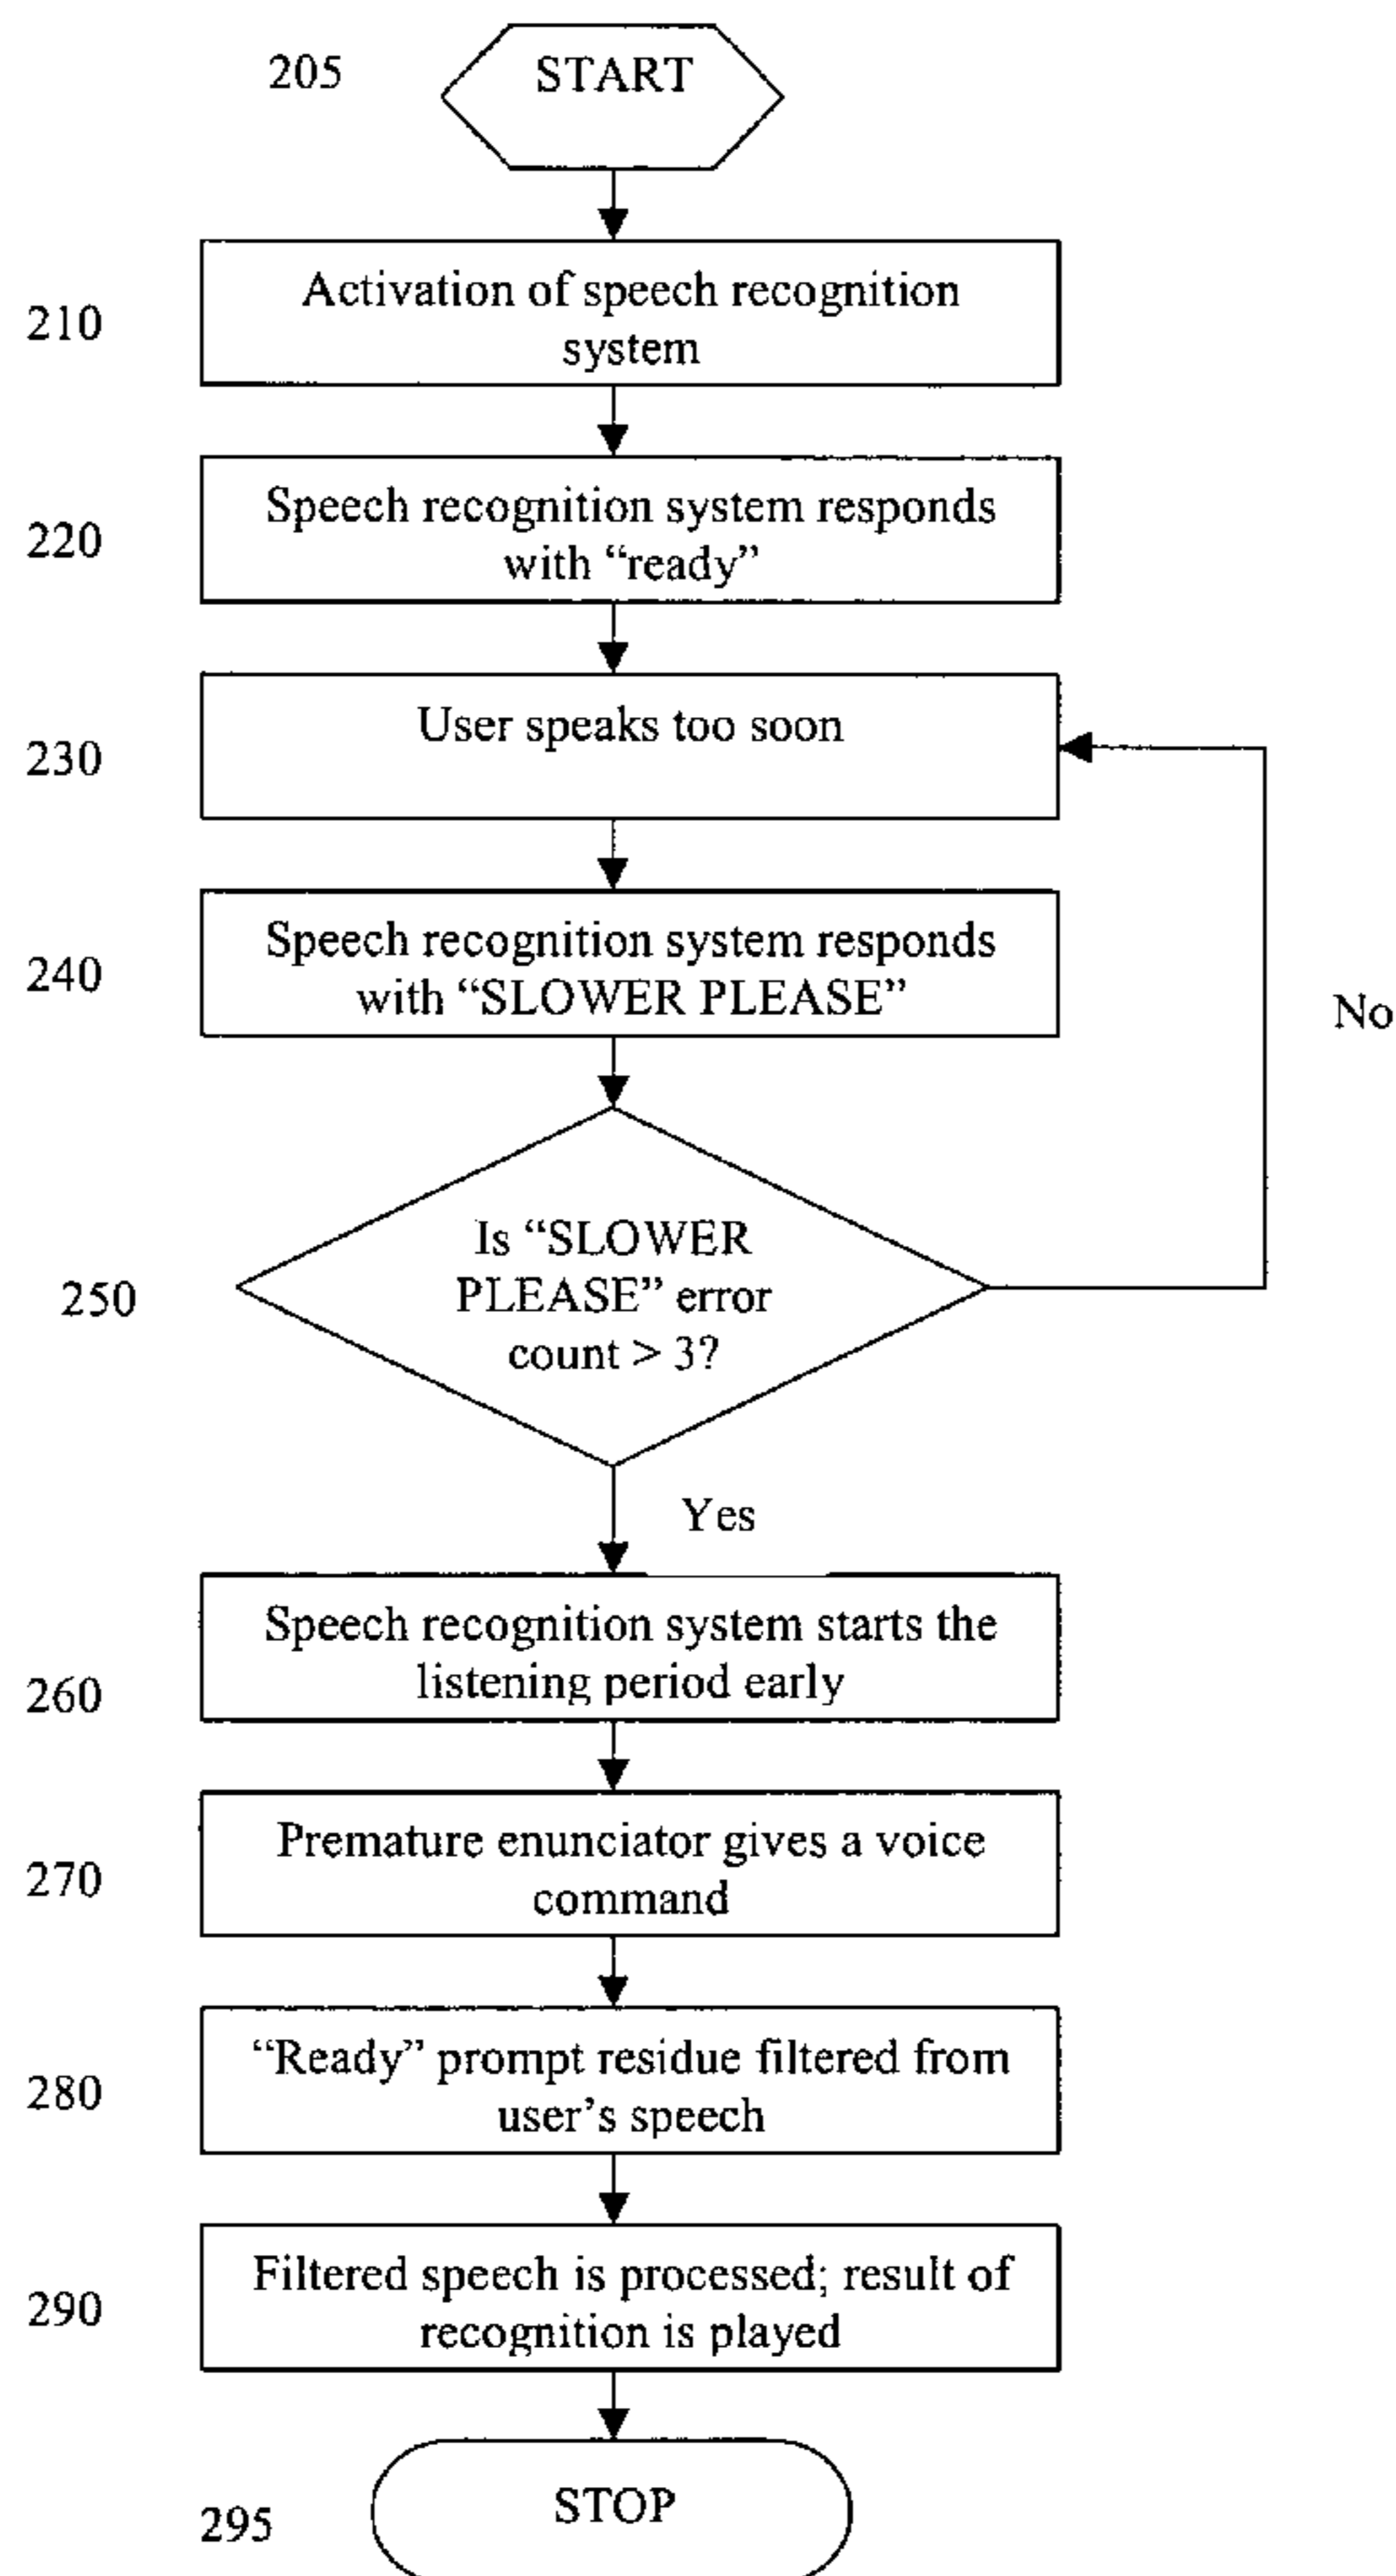 205
START
210
Activation of speech recognition
system
220
Speech recognition system responds
with “ready”
230
User speaks too soon
240
Speech recognition system responds
with “SLOWER PLEASE”
No
250
Is “SLOWER
PLEASE” error
count > 3?
Yes
260
Speech recognition system starts the
listening period early
270
Premature enunciator gives a voice
command
280
“Ready” prompt residue filtered from
user’s speech
290
Filtered speech is processed; result of
recognition is played
295
STOP